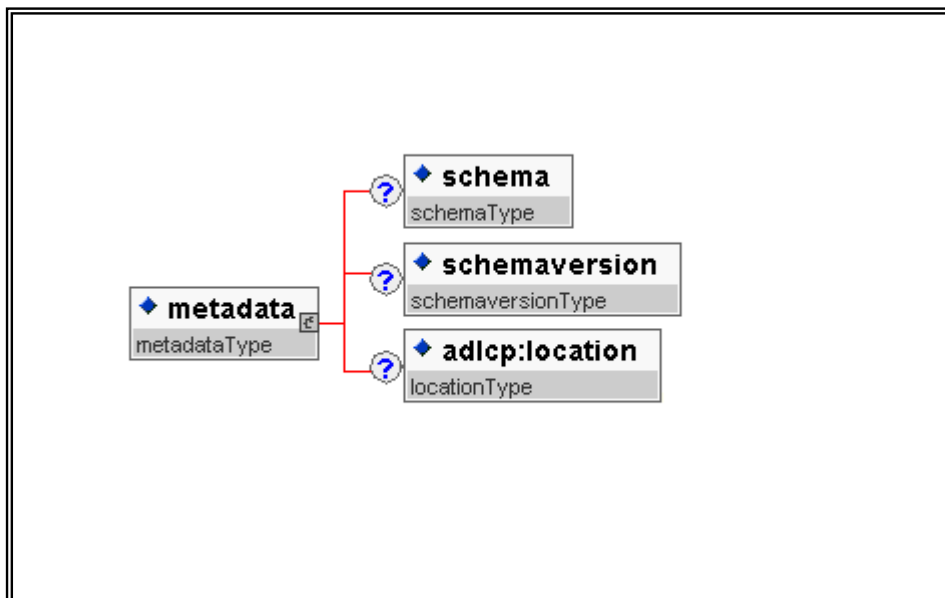 schema
schemaType
schemaversion
schemaversionType
metadata
metadataType
adlcp:location
locationType
?
?
?